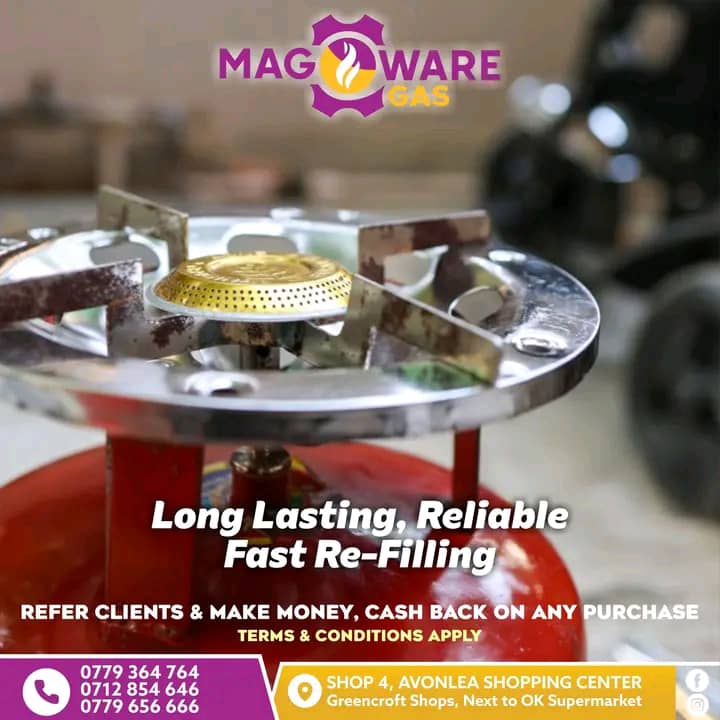 MAG WARE
GAS
Long Lasting, Reliable
Fast Re-Filling
REFER CLIENTS & MAKE MONEY, CASH BACK ON ANY PURCHASE
TERMS & CONDITIONS APPLY
0779 364 764
0712 854 646
0779 656 666
SHOP 4, AVONLEA SHOPPING CENTER
Greencroft Shops, Next to OK Supermarket